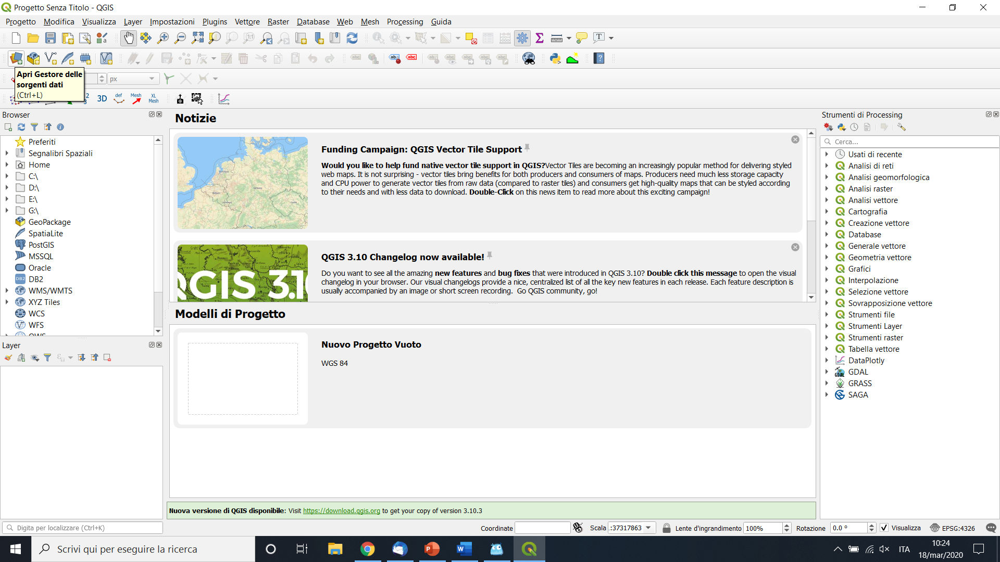 Progetto Senza Titolo - QGIS
Progetto Modifica Visualizza Layer Impostazioni Plugins Vettore Raster Database Web Mesh Processing Guida
Apri Gestore delle
sorgenti dati
(Ctrl+L)
px
3D
def
Mesh
XL
Mesh
Browser
Preferiti
Segnalibri Spaziali
Home
C:\
D:\
E:\
G:\
GeoPackage
SpatiaLite
PostGIS
MSSQL
Oracle
DB2
WMS/WMTS
XYZ Tiles
WCS
WFS
OWS
Layer
Digita per localizzare (Ctrl+K)
Notizie
Funding Campaign: QGIS Vector Tile Support
Would you like to help fund native vector tile support in QGIS?Vector Tiles are becoming an increasingly popular method for delivering styled
web maps. It is not surprising - vector tiles bring benefits for both producers and consumers of maps. Producers need much less storage capacity
and CPU power to generate vector tiles from raw data (compared to raster tiles) and consumers get high-quality maps that can be styled according
to their needs and with less data to download. Double-Click on this news item to read more about this exciting campaign!
QGIS 3.10
QGIS 3.10 Changelog now available!
Do you want to see all the amazing new features and bug fixes that were introduced in QGIS 3.10? Double click this message to open the visual
changelog in your browser. Our visual changelogs provide a nice, centralized list of all the key new features in each release. Each feature description is
usually accompanied by an image or short screen recording. Go QGIS community, go!
Modelli di Progetto
Nuovo Progetto Vuoto
WGS 84
Nuova versione di QGIS disponibile: Visit https://download.qgis.org to get your copy of version 3.10.3
Strumenti di Processing
Cerca...
Usati di recente
Analisi di reti
Analisi geomorfologica
Analisi raster
Analisi vettore
Cartografia
Creazione vettore
Database
Generale vettore
Geometria vettore
Grafici
Interpolazione
Selezione vettore
Sovrapposizione vettore
Strumenti file
Strumenti Layer
Strumenti raster
Tabella vettore
DataPlotly
GDAL
GRASS
SAGA
Coordinate Scala :37317863 Lente d'ingrandimento 100% Rotazione 0.0 ° Visualizza EPSG:4326
Scrivi qui per eseguire la ricerca
ITA
10:24
18/mar/2020